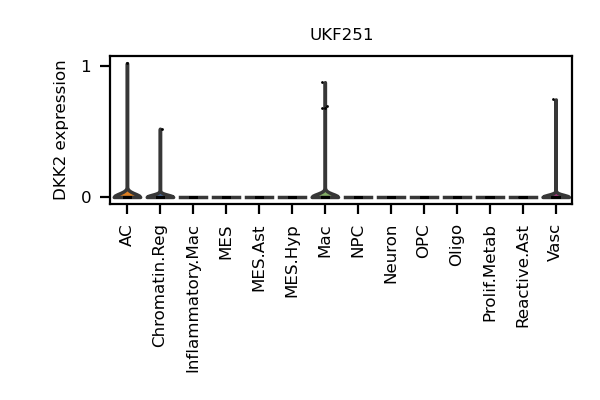 UKF251
DKK2 expression
1
0
AC
Chromatin.Reg
Inflammatory.Mac
MES
MES.Ast
MES.Hyp
Mac
NPC
Neuron
OPC
Oligo
Prolif.Metab
Reactive.Ast
Vasc